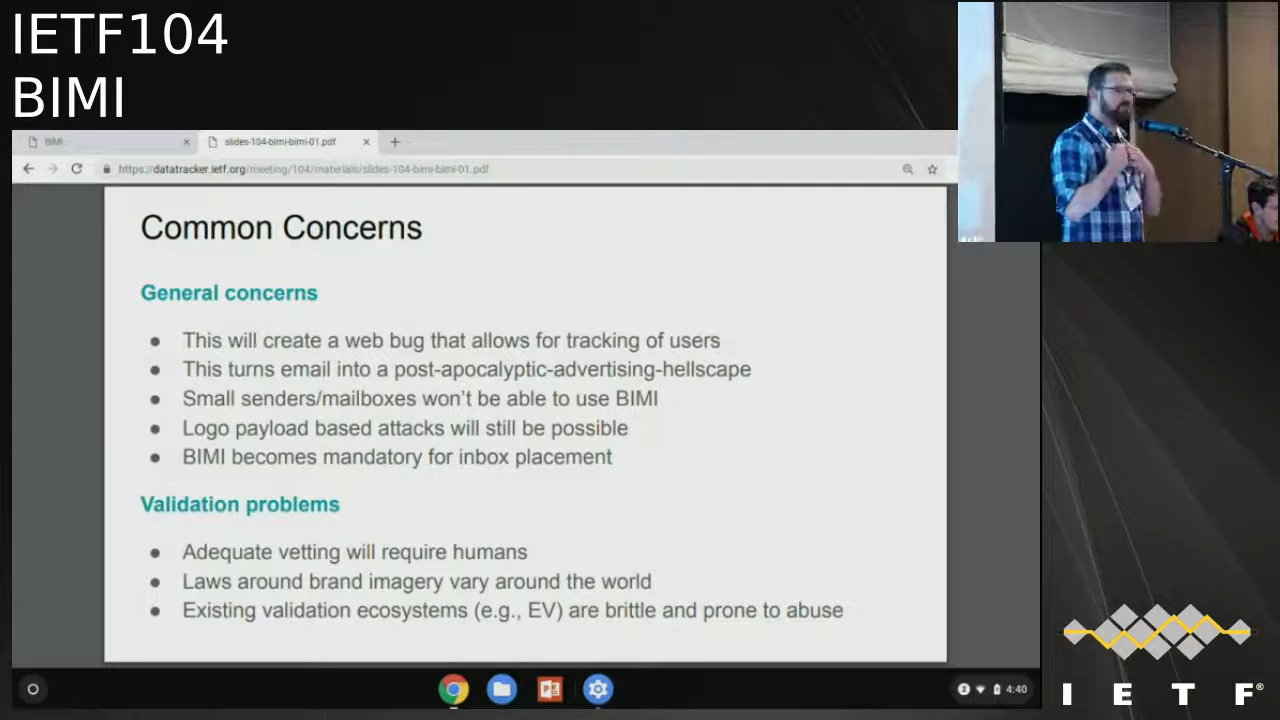 IETF104
BIMI
BIMI
slides-104-bimi-bimi-01.pdf
https://datatracker.ietf.org/meeting/104/materials/slides-104-bimi-bimi-01.pdf
Common Concerns
General concerns
● This will create a web bug that allows for tracking of users
● This turns email into a post-apocalyptic-advertising-hellscape
● Small senders/mailboxes won't be able to use BIMI
● Logo payload based attacks will still be possible
● BIMI becomes mandatory for inbox placement
Validation problems
● Adequate vetting will require humans
● Laws around brand imagery vary around the world
● Existing validation ecosystems (e.g., EV) are brittle and prone to abuse
2 4:40
I E T F®